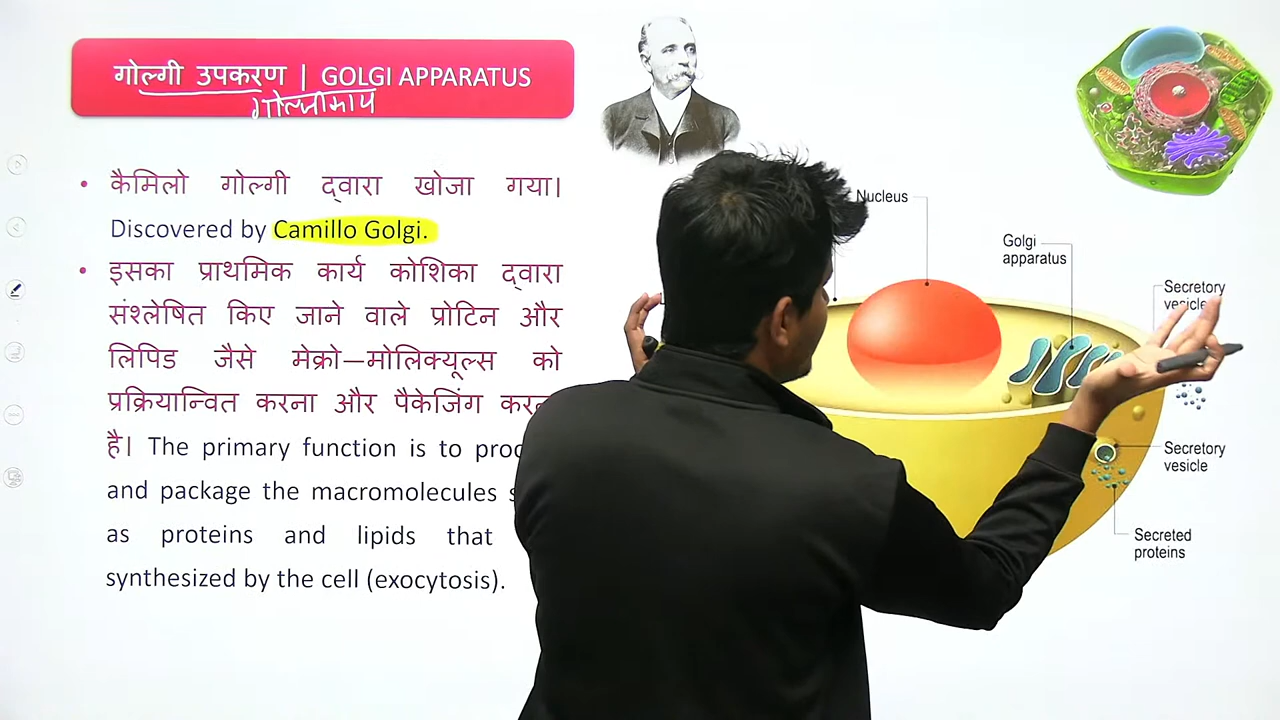 गोल्गी उपकरण | GOLGI APPARATUS
गोल्जीकाय
• कैमिलो गोल्गी द्वारा खोजा गया।
Discovered by Camillo Golgi.
• इसका प्राथमिक कार्य कोशिका द्वारा
संश्लेषित किए जाने वाले प्रोटिन और
लिपिड जैसे मेक्रो–मोलिक्यूल्स को
प्रक्रियान्वित करना और पैकेजिंग
है। The primary function is to
and package the macromolecules
as proteins and lipids that
synthesized by the cell (exocytosis).
Nucleus
Golgi
apparatus
Secretory
vesicle
Secretory
vesicle
Secreted
proteins